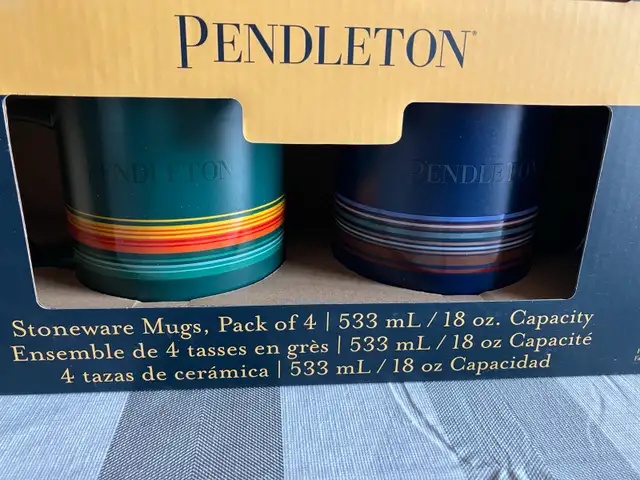 PENDLETON®
PENDLETON
PENDLETON
Stoneware Mugs, Pack of 4 | 533 mL / 18 oz. Capacity
Ensemble de 4 tasses en grès | 533 mL / 18 oz Capacité
4 tazas de cerámica | 533 mL / 18 oz Capacidad